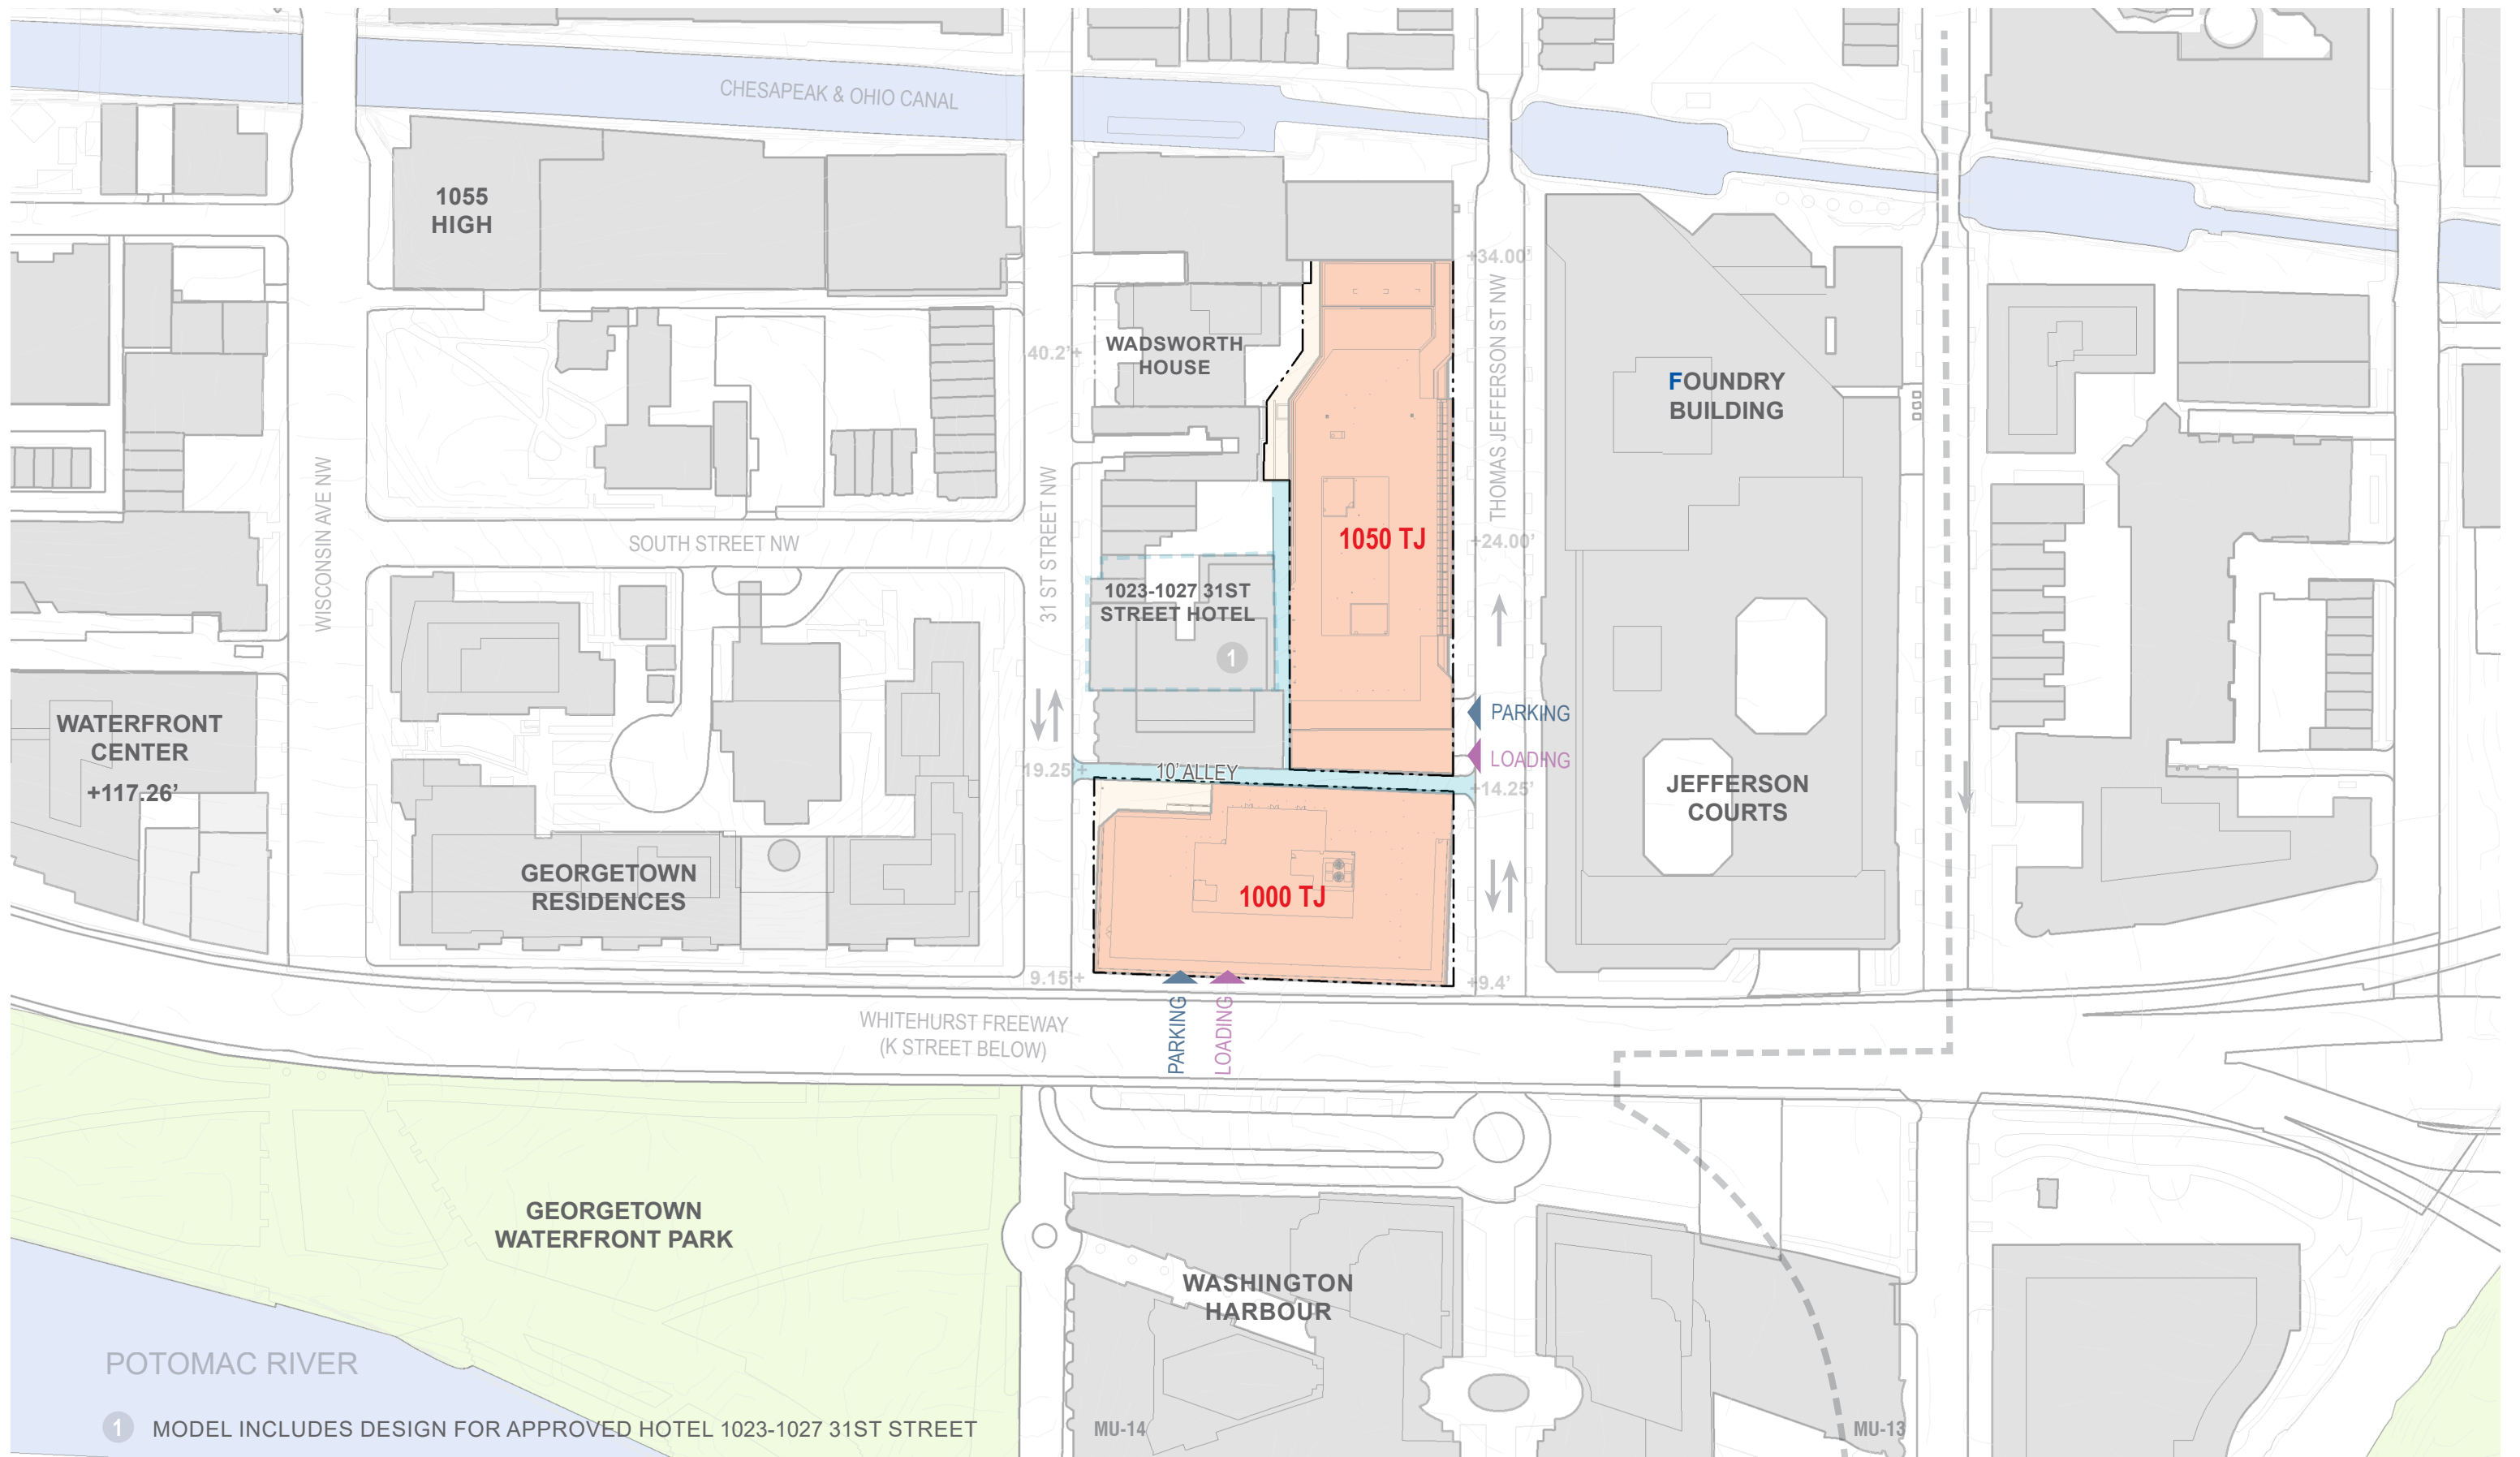 CHESAPEAK & OHIO CANAL
1055
HIGH
+34.00'
THOMAS JEFFERSON ST NW
WADSWORTH
HOUSE
40.2'+
FOUNDRY
BUILDING
WISCONSIN AVE NW
31 ST STREET NW
SOUTH STREET NW
1050 TJ
+24.00'
1023-1027 31ST
STREET HOTEL
1
WATERFRONT
CENTER
+117.26'
PARKING
LOADING
19.25'+
10' ALLEY
+14.25'
JEFFERSON
COURTS
GEORGETOWN
RESIDENCES
1000 TJ
9.15'+
+9.4'
WHITEHURST FREEWAY
(K STREET BELOW)
PARKING
LOADING
GEORGETOWN
WATERFRONT PARK
WASHINGTON
HARBOUR
POTOMAC RIVER
1 MODEL INCLUDES DESIGN FOR APPROVED HOTEL 1023-1027 31ST STREET
MU-14
MU-13